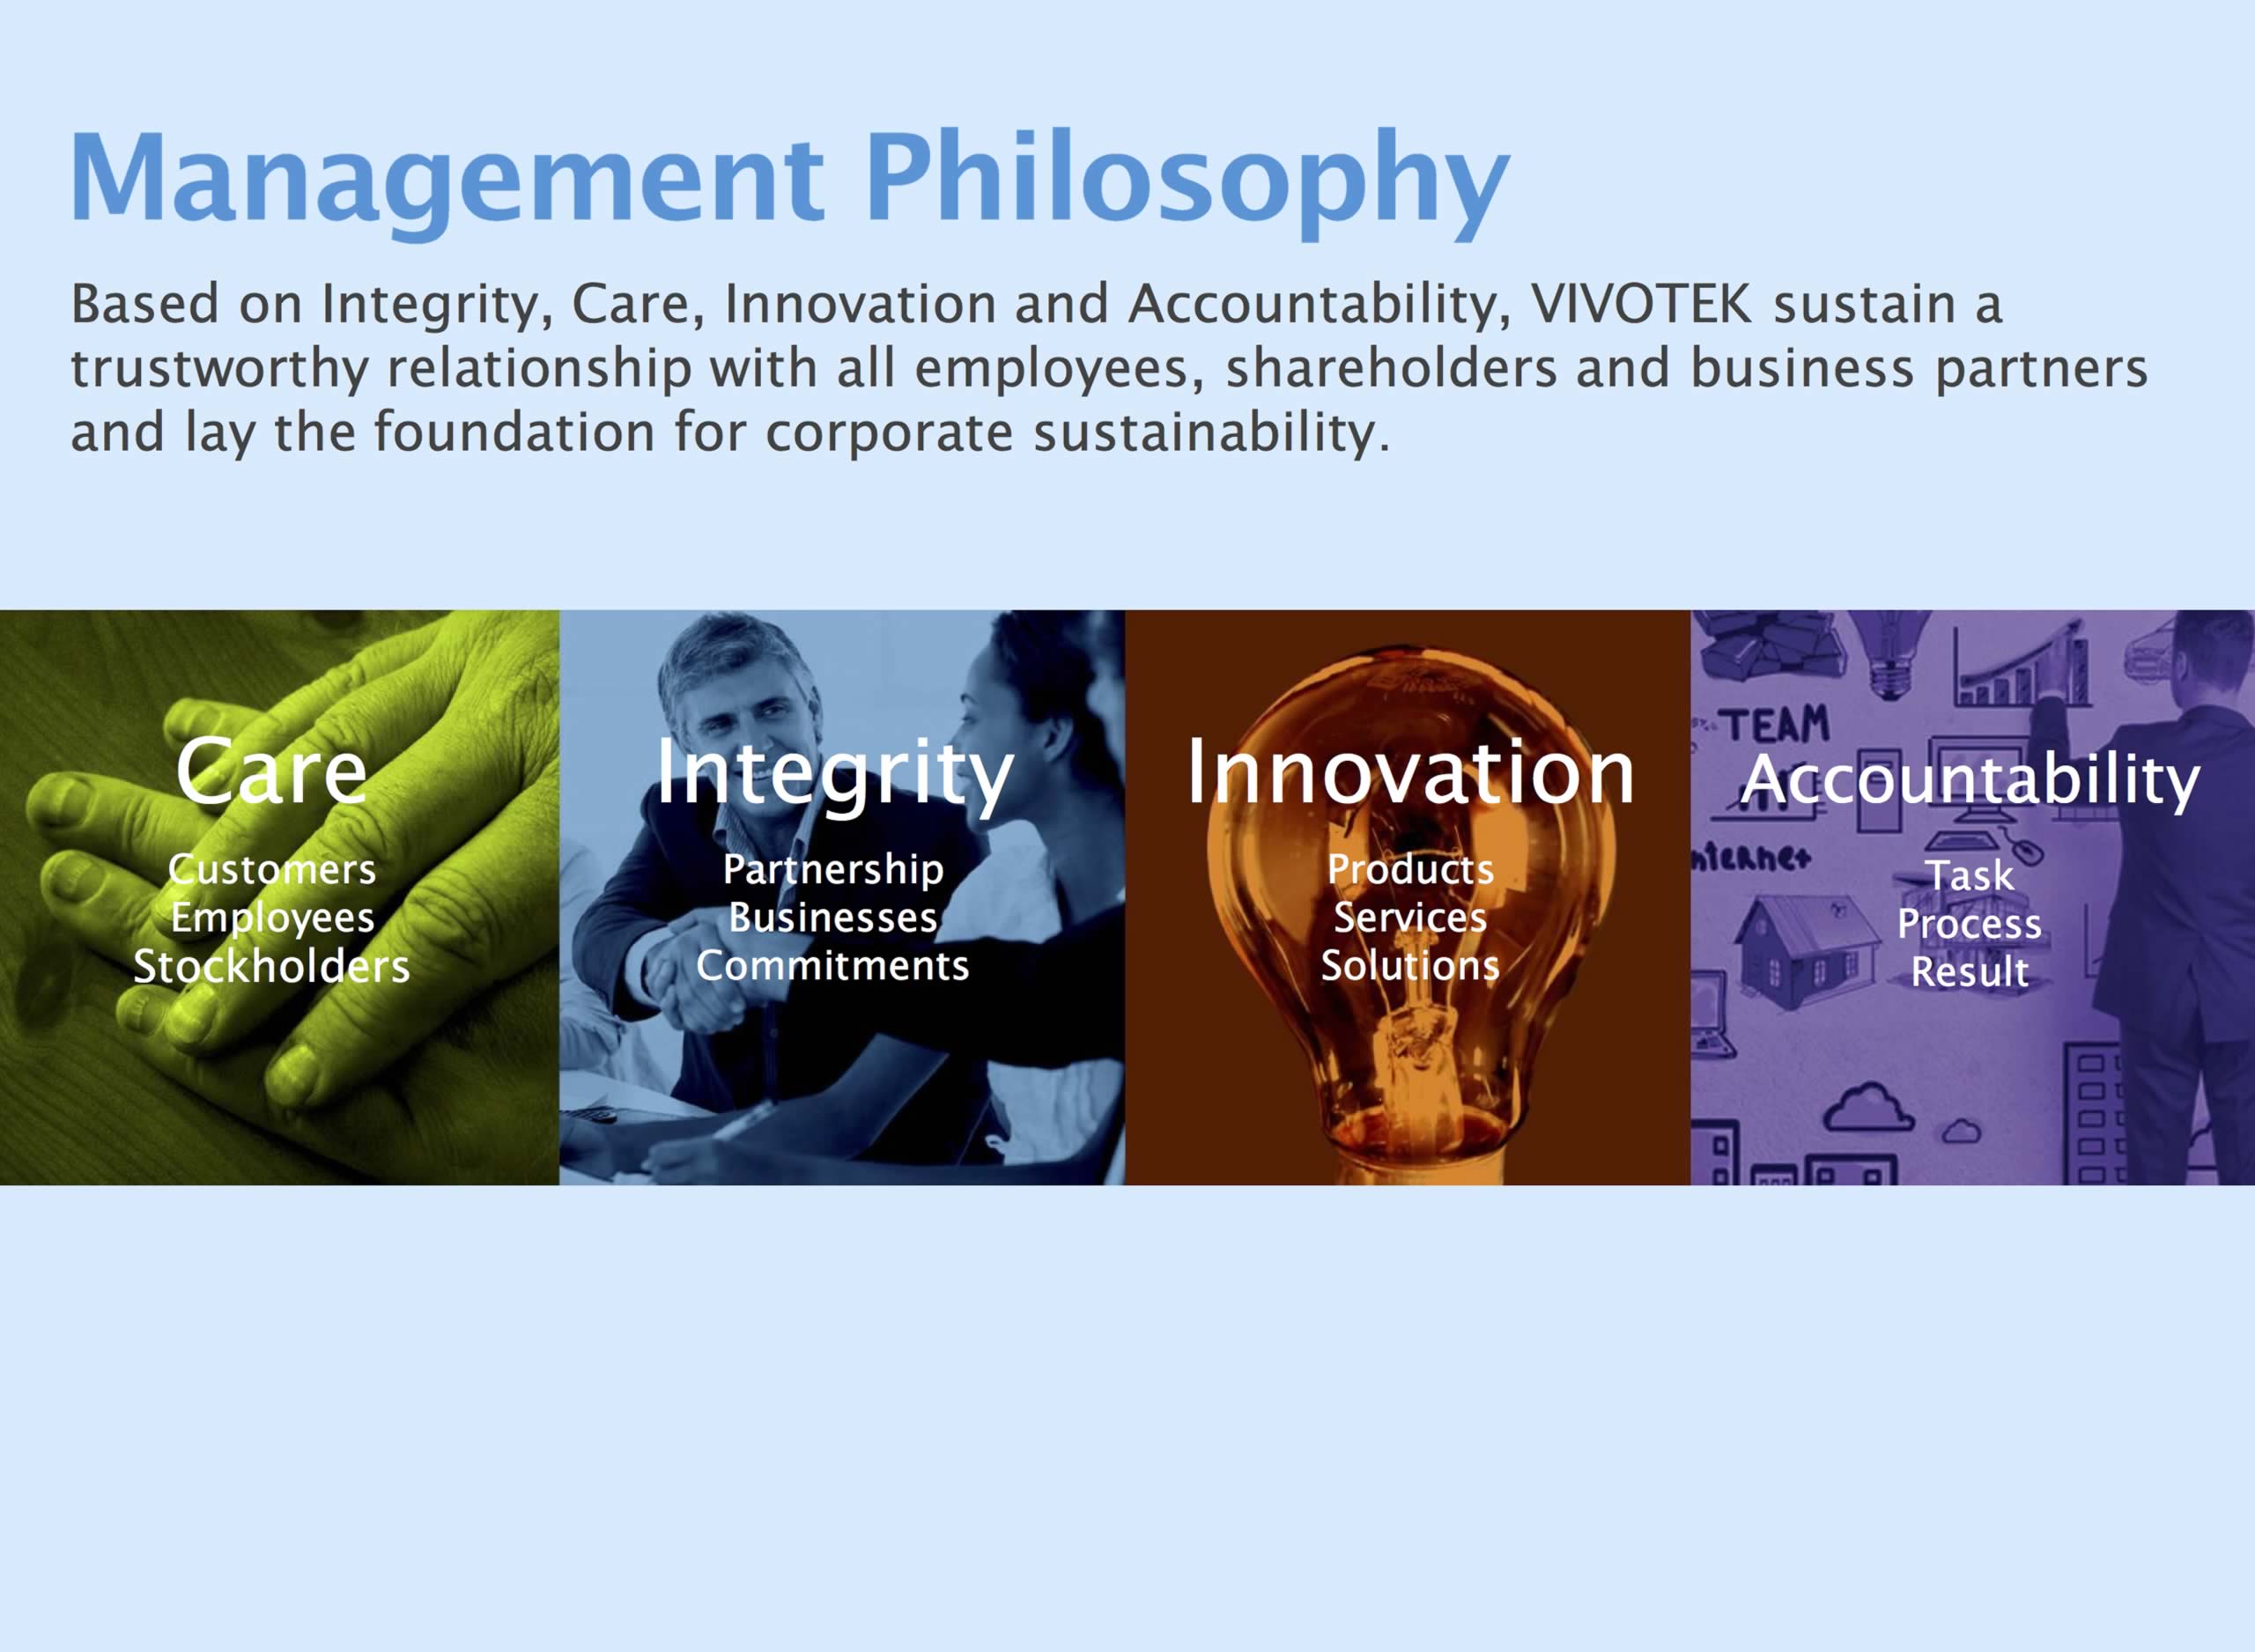 Management Philosophy
Based on Integrity, Care, Innovation and Accountability, VIVOTEK sustain a
trustworthy relationship with all employees, shareholders and business partners
and lay the foundation for corporate sustainability.
Care
Customers
Employees
Stockholders
Integrity
Partnership
Businesses
Commitments
Innovation
Products
Services
Solutions
TEAM
Accountability
Task
Process
Result